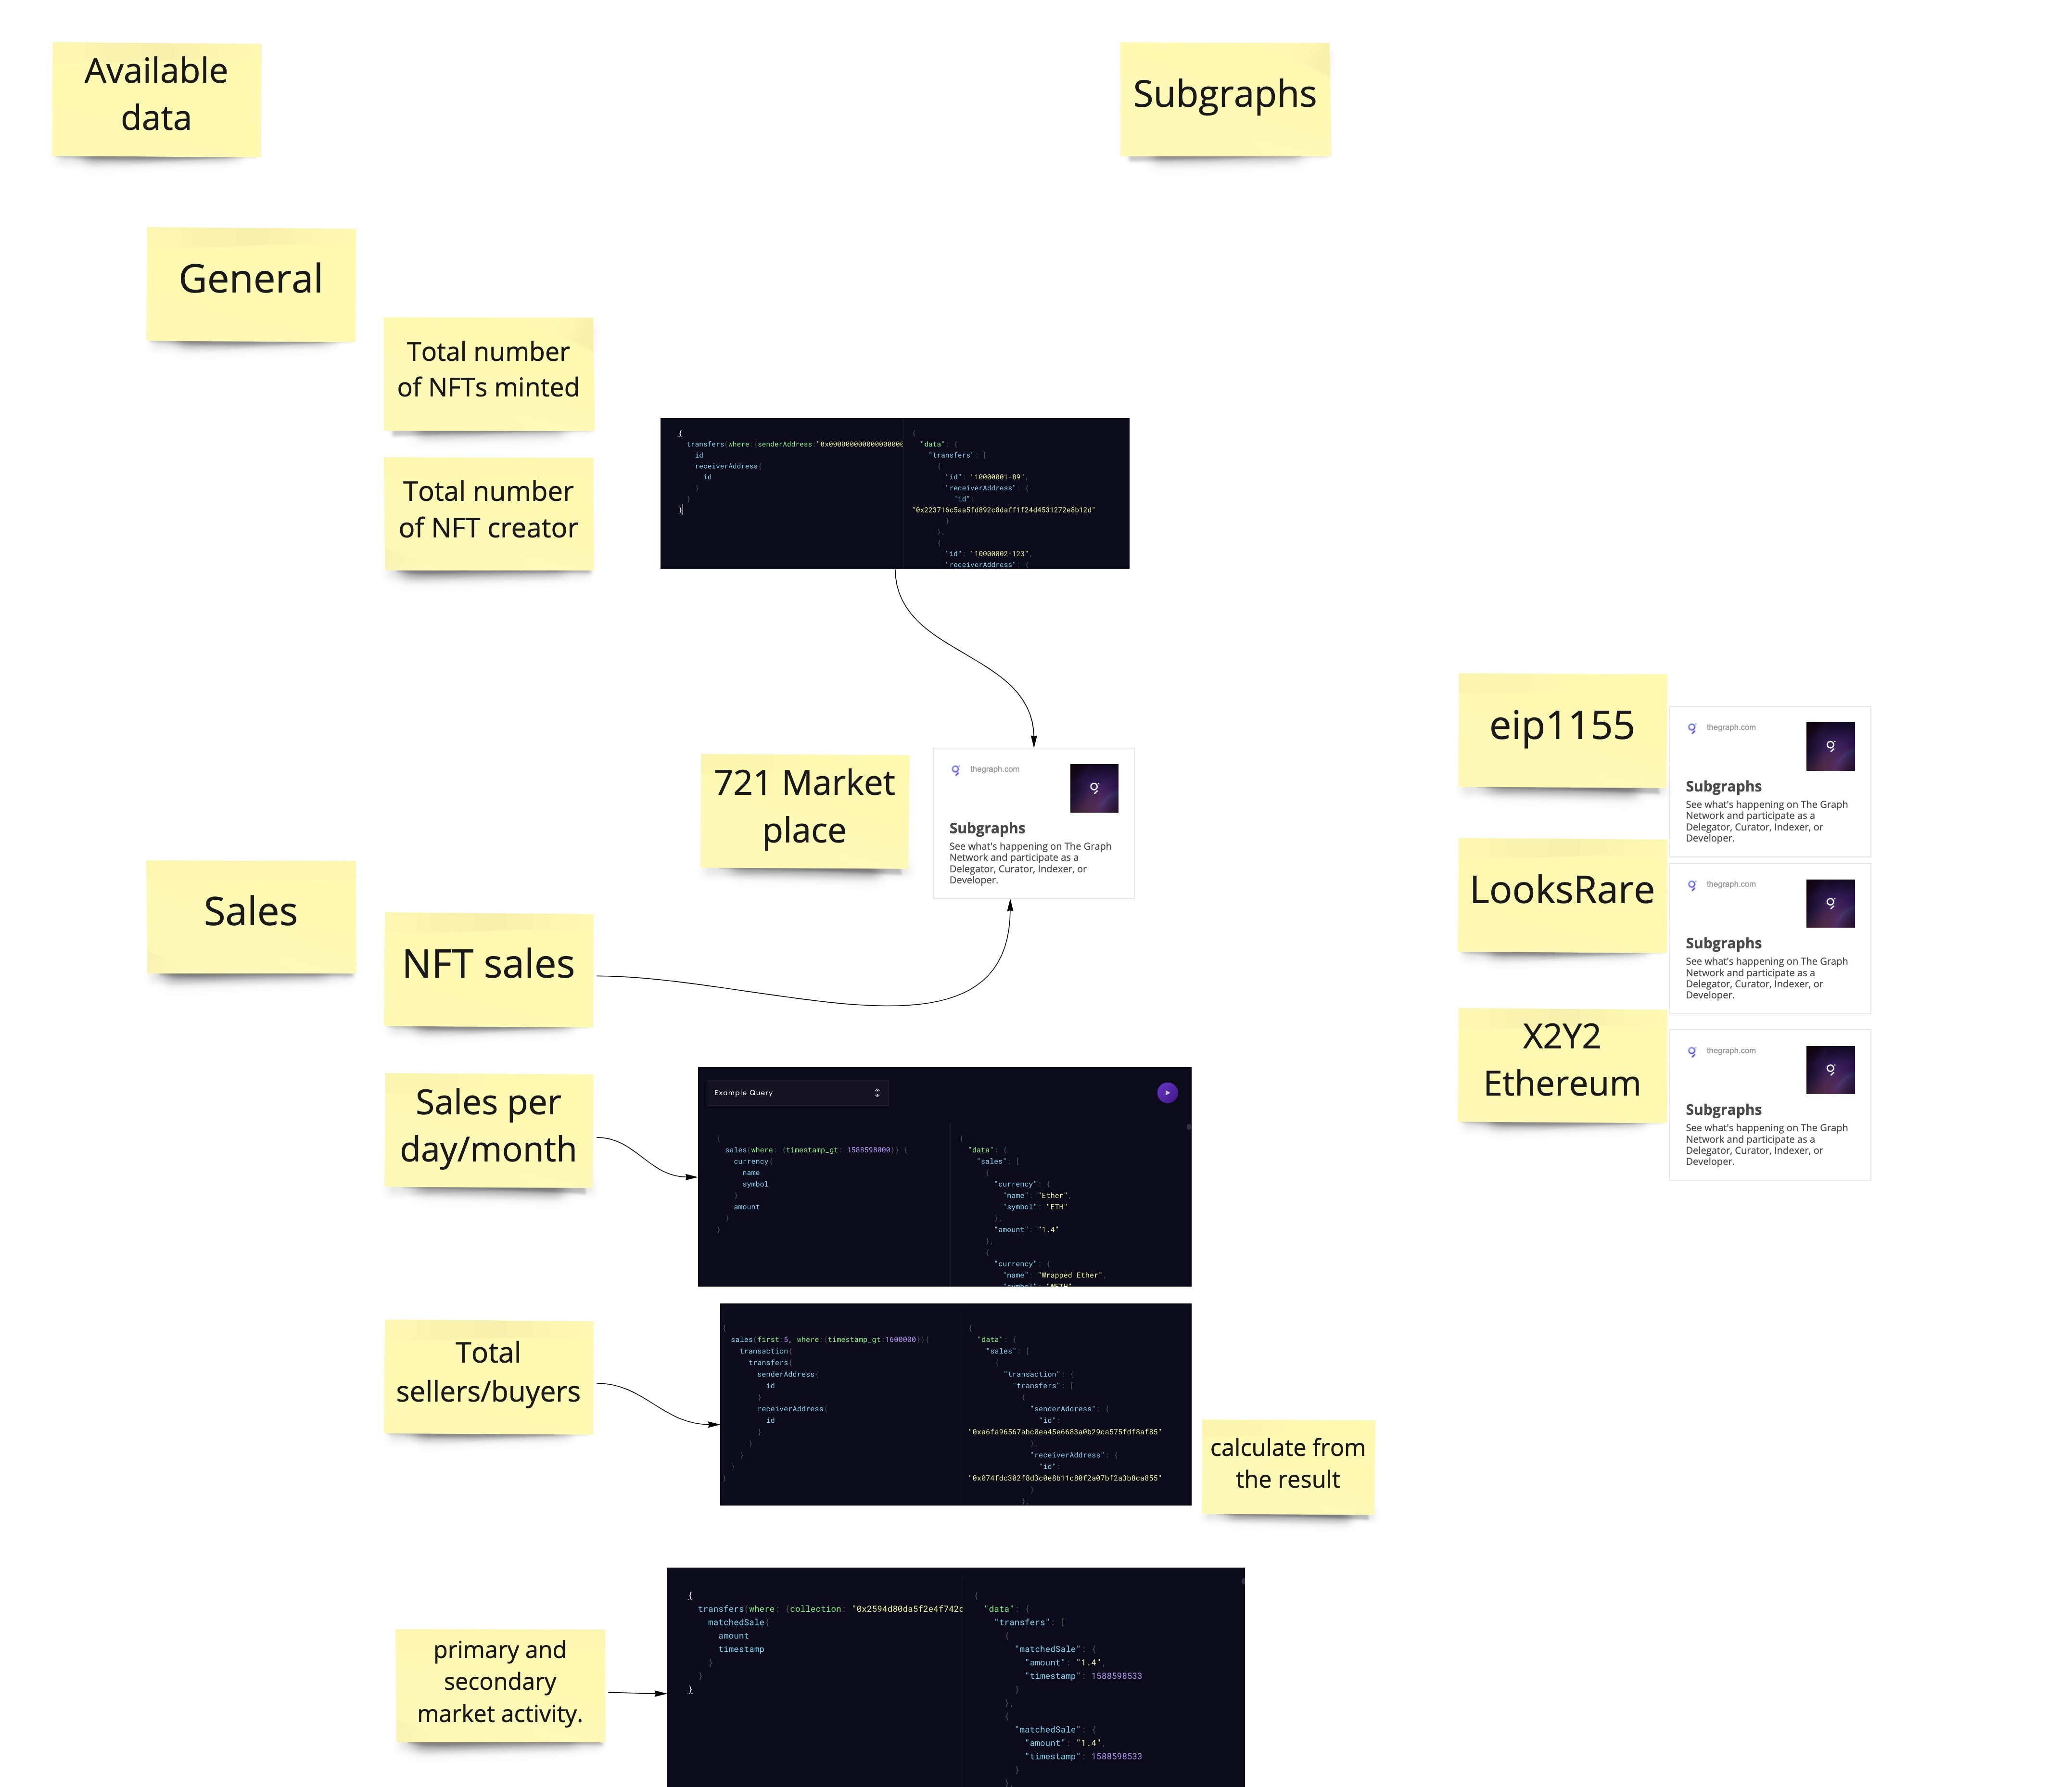 Available
data
Subgraphs
General
Total number
of NFTs minted
Total number
of NFT creator
{
transfers(where:{senderAddress:"0x00000000000000000000
id
receiverAddress{
id
}
}
}
{
"data": {
"transfers": [
{
"id": "10000001-89",
"receiverAddress": {
"id":
"0x223716c5aa5fd892c0daff1f24d4531272e8b12d"
}
},
{
"id": "10000002-123",
"receiverAddress": {
721 Market
place
thegraph.com
Subgraphs
See what's happening on The Graph
Network and participate as a
Delegator, Curator, Indexer, or
Developer.
eip1155
thegraph.com
Subgraphs
See what's happening on The Graph
Network and participate as a
Delegator, Curator, Indexer, or
Developer.
LooksRare
thegraph.com
Subgraphs
See what's happening on The Graph
Network and participate as a
Delegator, Curator, Indexer, or
Developer.
X2Y2
Ethereum
thegraph.com
Subgraphs
See what's happening on The Graph
Network and participate as a
Delegator, Curator, Indexer, or
Developer.
Sales
NFT sales
Sales per
day/month
Example Query
{
sales(where: {timestamp_gt: 1588598000}) {
currency{
name
symbol
}
amount
}
}
{
"data": {
"sales": [
{
"currency": {
"name": "Ether",
"symbol": "ETH"
},
"amount": "1.4"
},
{
"currency": {
"name": "Wrapped Ether",
"symbol": "WETH"
Total
sellers/buyers
{
sales(first:5, where:{timestamp_gt:1600000}){
transaction{
transfers{
senderAddress{
id
}
receiverAddress{
id
}
}
}
}
}
{
"data": {
"sales": [
{
"transaction": {
"transfers": [
{
"senderAddress": {
"id":
"0xa6fa96567abc0ea45e6683a0b29ca575fdf8af85"
},
"receiverAddress": {
"id":
"0x074fdc302f8d3c0e8b11c80f2a07bf2a3b8ca855"
}
},
calculate from
the result
primary and
secondary
market activity.
{
transfers(where: {collection: "0x2594d80da5f2e4f742c
matchedSale{
amount
timestamp
}
}
}
{
"data": {
"transfers": [
{
"matchedSale": {
"amount": "1.4",
"timestamp": 1588598533
}
},
{
"matchedSale": {
"amount": "1.4",
"timestamp": 1588598533
}
},